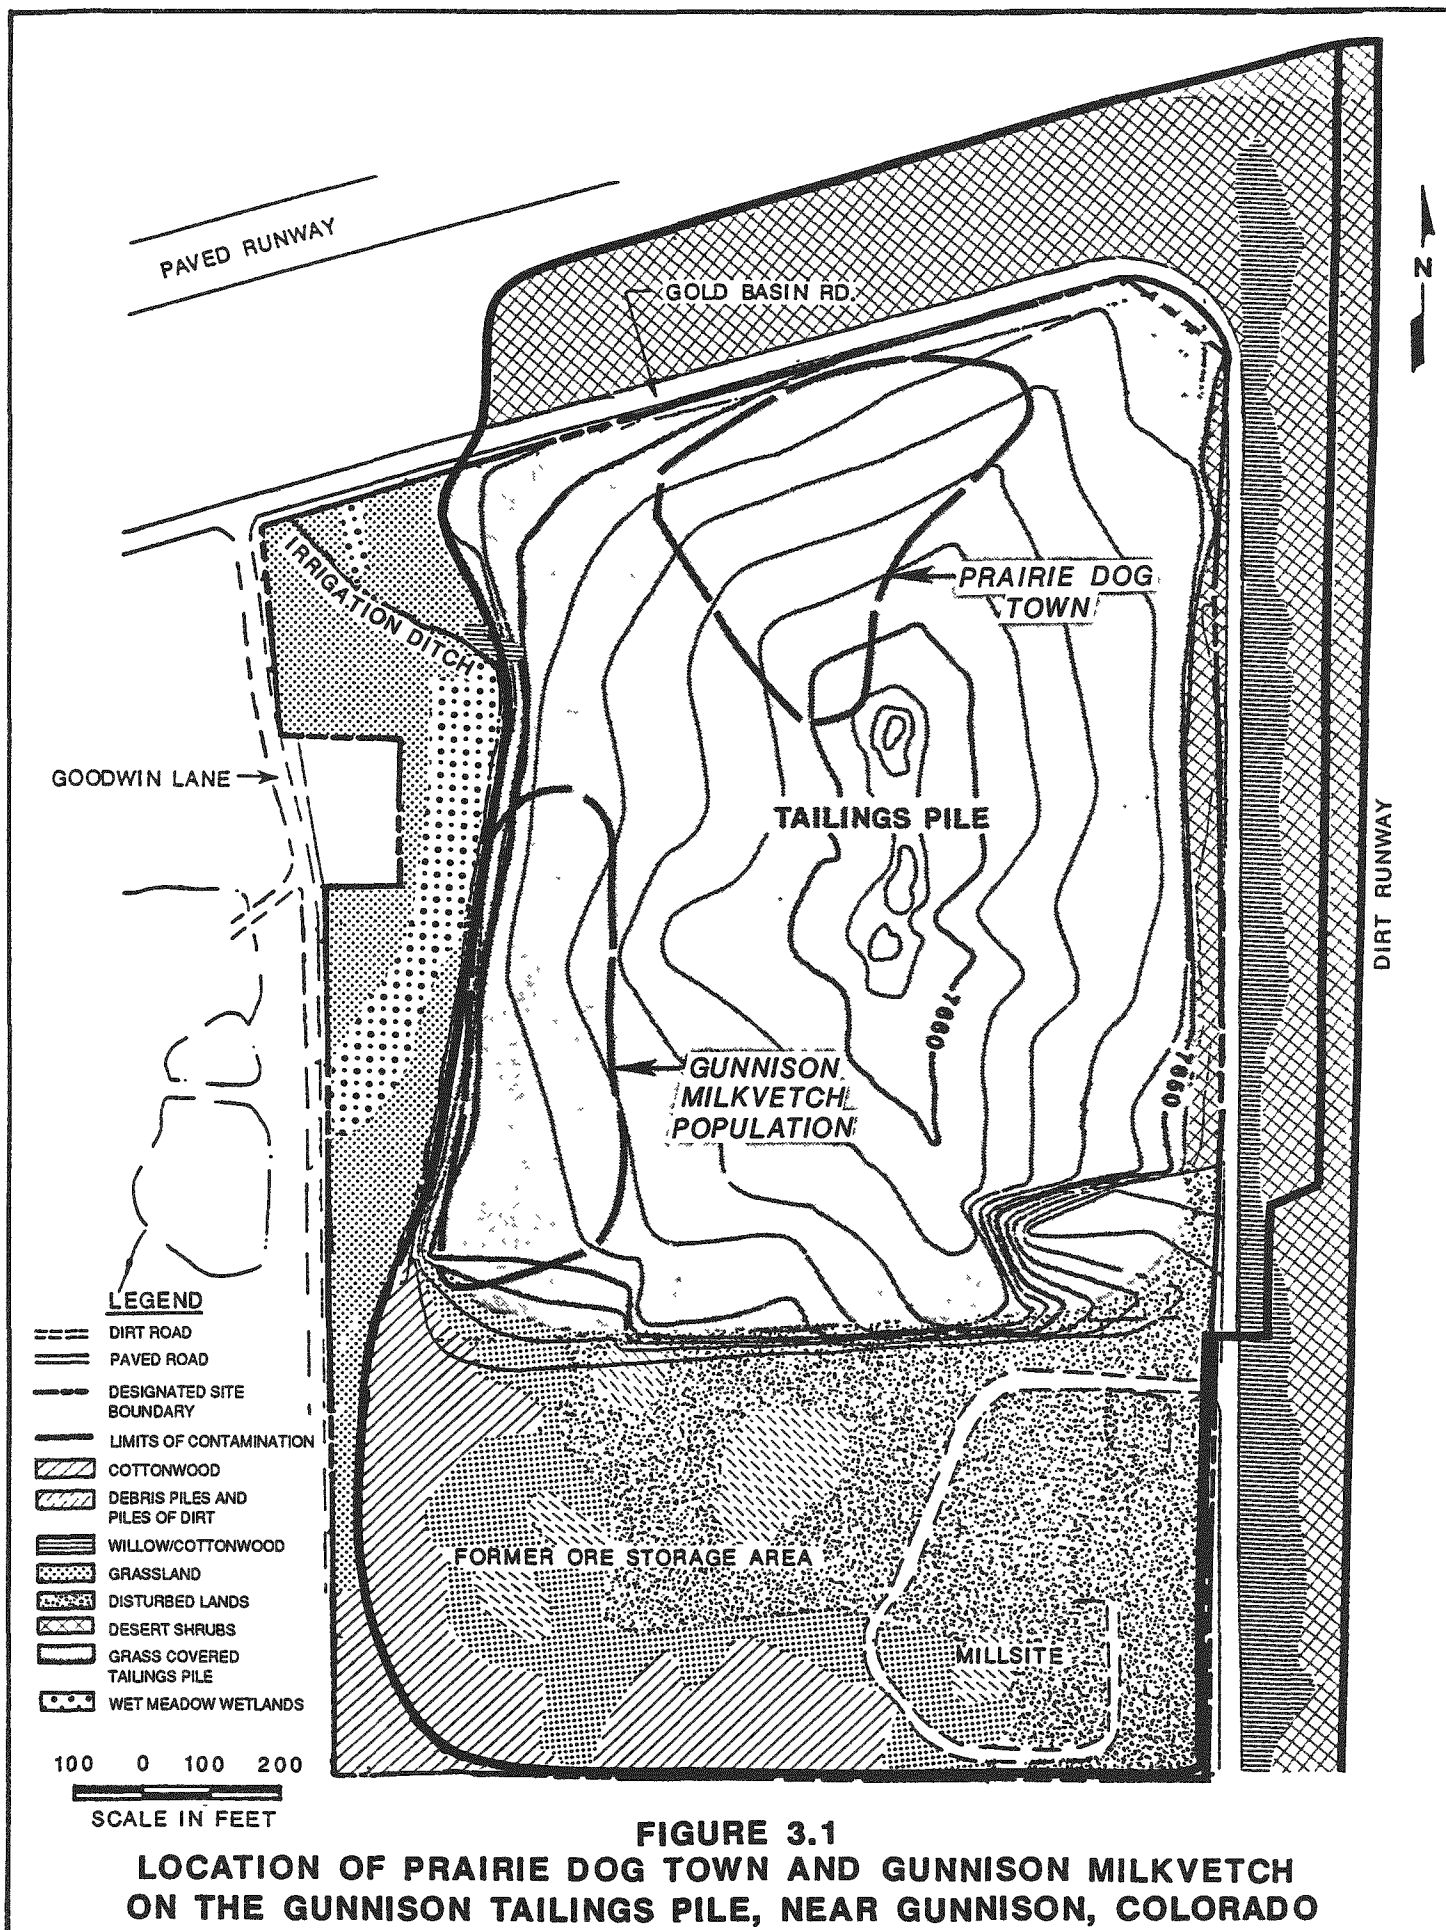 PAVED RUNWAY
GOLD BASIN RD.
N
IRRIGATION DITCH
PRAIRIE DOG
TOWN
GOODWIN LANE
TAILINGS PILE
DIRT RUNWAY
7660
7650
GUNNISON
MILKVETCH
POPULATION
LEGEND
DIRT ROAD
PAVED ROAD
DESIGNATED SITE
BOUNDARY
LIMITS OF CONTAMINATION
COTTONWOOD
DEBRIS PILES AND
PILES OF DIRT
WILLOW/COTTONWOOD
GRASSLAND
DISTURBED LANDS
DESERT SHRUBS
GRASS COVERED
TAILINGS PILE
WET MEADOW WETLANDS
FORMER ORE STORAGE AREA
MILLSITE
100 0 100 200
SCALE IN FEET
FIGURE 3.1
LOCATION OF PRAIRIE DOG TOWN AND GUNNISON MILKVETCH
ON THE GUNNISON TAILINGS PILE, NEAR GUNNISON, COLORADO